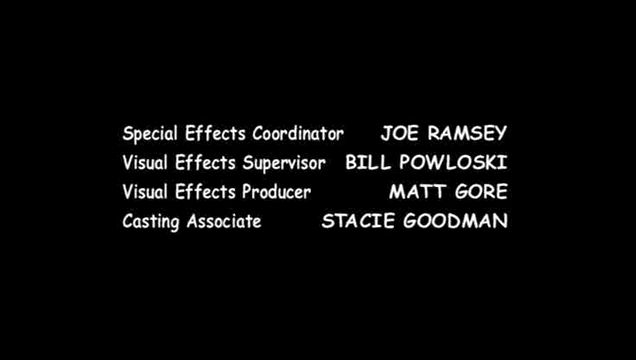 Special Effects Coordinator JOE RAMSEY
Visual Effects Supervisor BILL POWLOSKI
Visual Effects Producer MATT GORE
Casting Associate STACIE GOODMAN